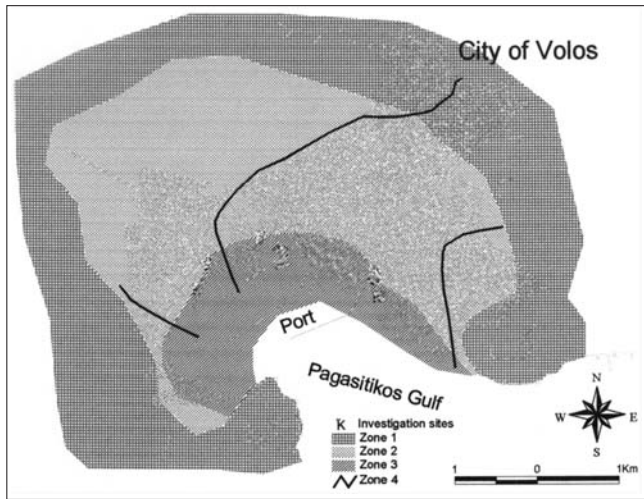 City of Volos
Port
Pagasitikos Gulf
Investigation sites
Zone 1
Zone 2
Zone 3
Zone 4
N
W E
S
1 0 1Km